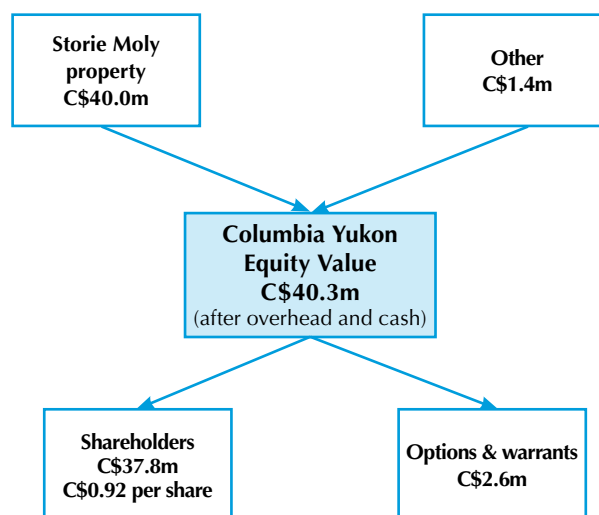 Storie Moly
property
C$40.0m
Other
C$1.4m
Columbia Yukon
Equity Value
C$40.3m
(after overhead and cash)
Shareholders
C$37.8m
C$0.92 per share
Options & warrants
C$2.6m